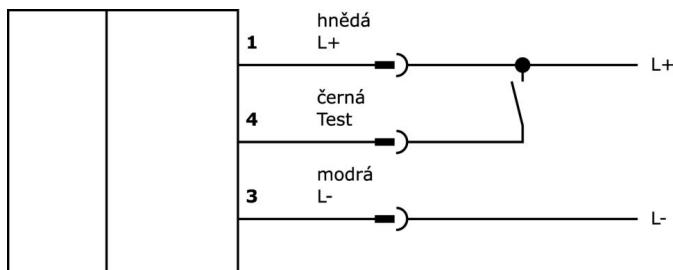 hnědá
1 L+
L+
černá
4 Test
modrá
3 L-
L-